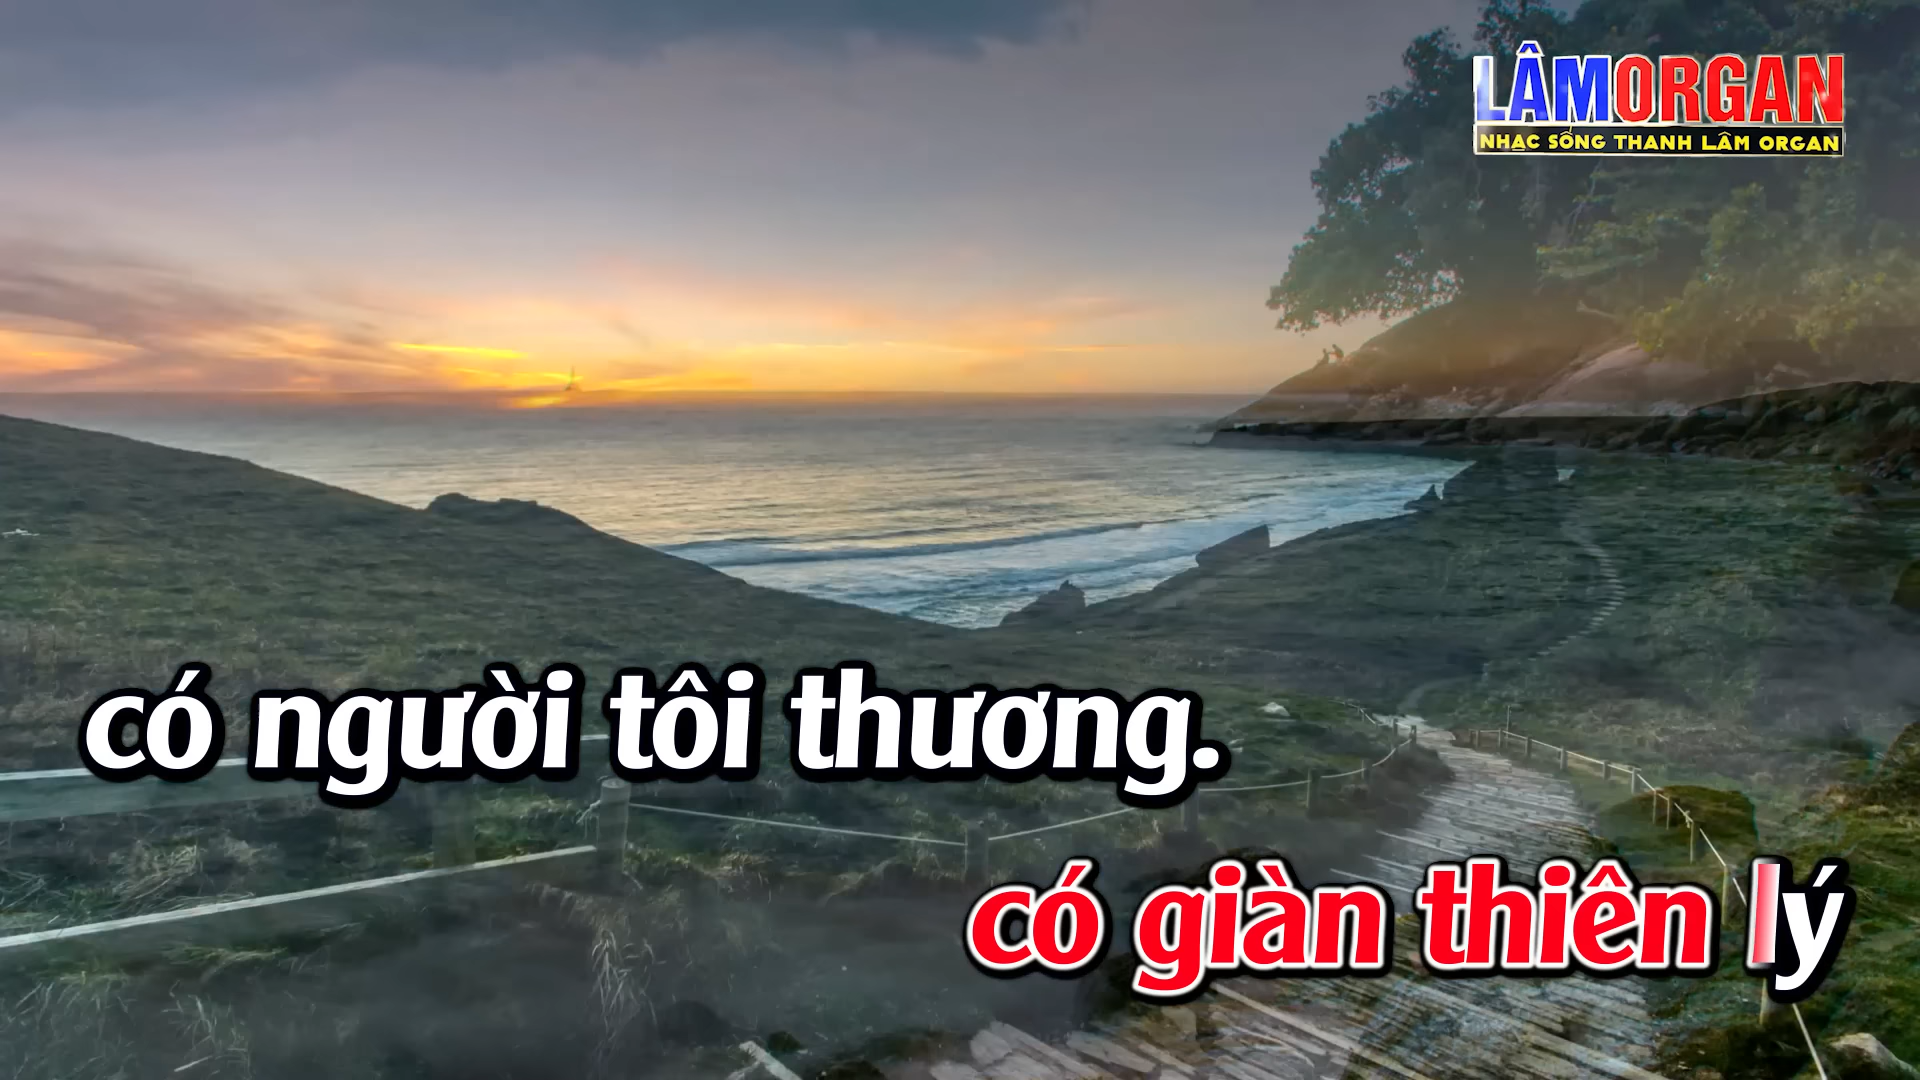 LÂMORGAN
NHẠC SỐNG THANH LÂM ORGAN
có người tôi thương.
có giàn thiên lý